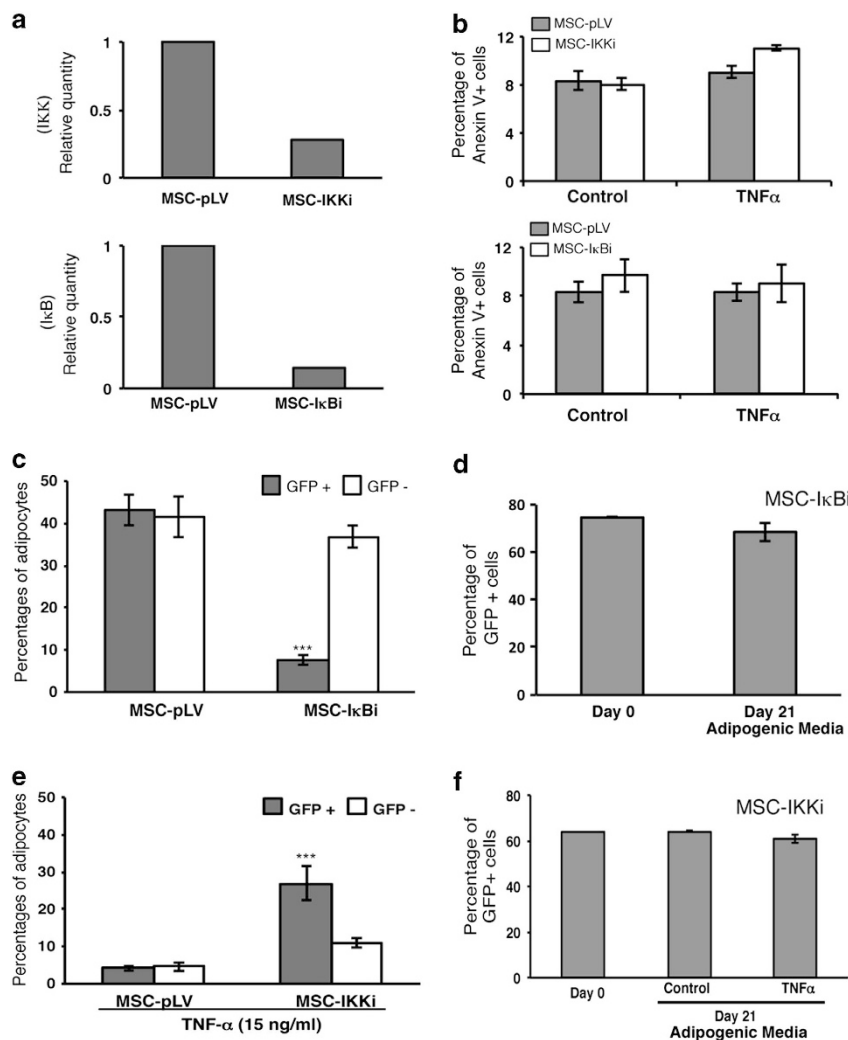 a
(IKK)
Relative quantity
1
0.5
0
MSC-pLV
MSC-IKKi
(IκB)
Relative quantity
1
0.5
0
MSC-pLV
MSC-IκBi
b
MSC-pLV
MSC-IKKi
Percentage of
Anexin V+ cells
12
8
4
0
Control
TNFα
MSC-pLV
MSC-IκBi
Percentage of
Anexin V+ cells
12
8
4
0
Control
TNFα
c
GFP +
GFP -
Percentages of adipocytes
50
40
30
20
10
0
***
MSC-pLV
MSC-IκBi
d
MSC-IκBi
Percentage of
GFP + cells
80
60
40
20
0
Day 0
Day 21
Adipogenic Media
e
GFP +
GFP -
Percentages of adipocytes
50
40
30
20
10
0
***
MSC-pLV
MSC-IKKi
TNF-α (15 ng/ml)
f
MSC-IKKi
Percentage of
GFP+ cells
80
60
40
20
0
Day 0
Control
TNFα
Day 21
Adipogenic Media